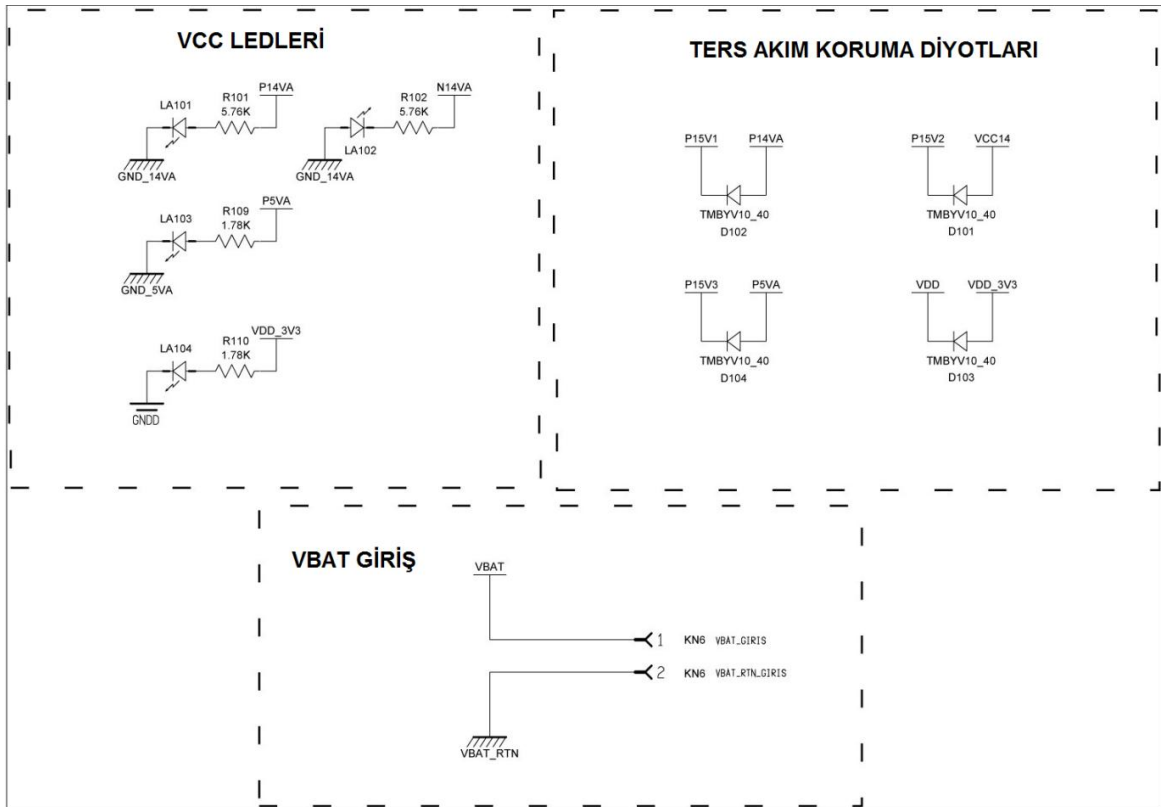 VCC LEDLERİ
LA101
R101
5.76K
P14VA
GND_14VA
R102
5.76K
N14VA
LA102
GND_14VA
LA103
R109
1.78K
P5VA
GND_5VA
LA104
R110
1.78K
VDD_3V3
GNDD
TERS AKIM KORUMA DİYOTLARI
P15V1 P14VA
TMBYV10_40
D102
P15V2 VCC14
TMBYV10_40
D101
P15V3 P5VA
TMBYV10_40
D104
VDD VDD_3V3
TMBYV10_40
D103
VBAT GİRİŞ
VBAT
1 KN6 VBAT_GIRIS
2 KN6 VBAT_RTN_GIRIS
VBAT_RTN